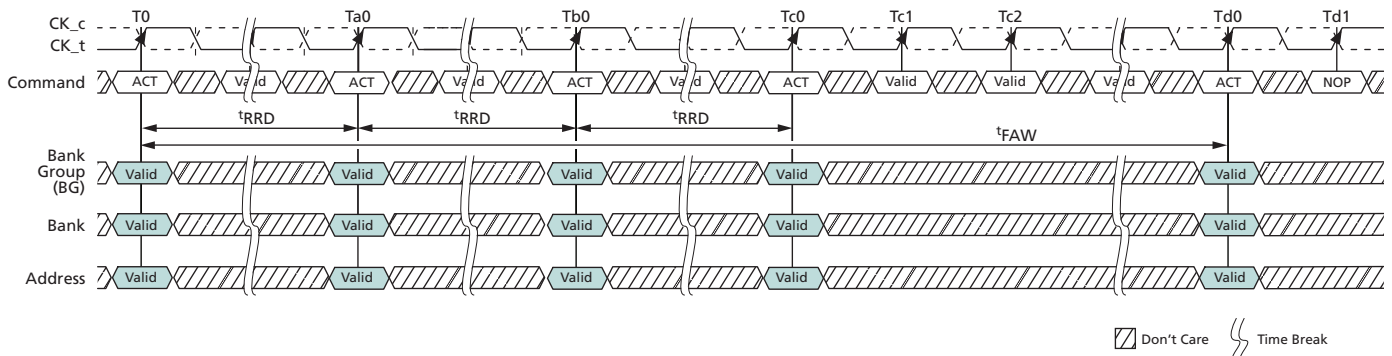 T0 Ta0 Tb0 Tc0 Tc1 Tc2 Td0 Td1
CK_c
CK_t
Command ACT Valid ACT Valid ACT Valid ACT Valid Valid Valid ACT NOP
tRRD tRRD tRRD
tFAW
Bank
Group
(BG)
Valid Valid Valid Valid Valid
Bank Valid Valid Valid Valid Valid
Address Valid Valid Valid Valid Valid
Don't Care Time Break